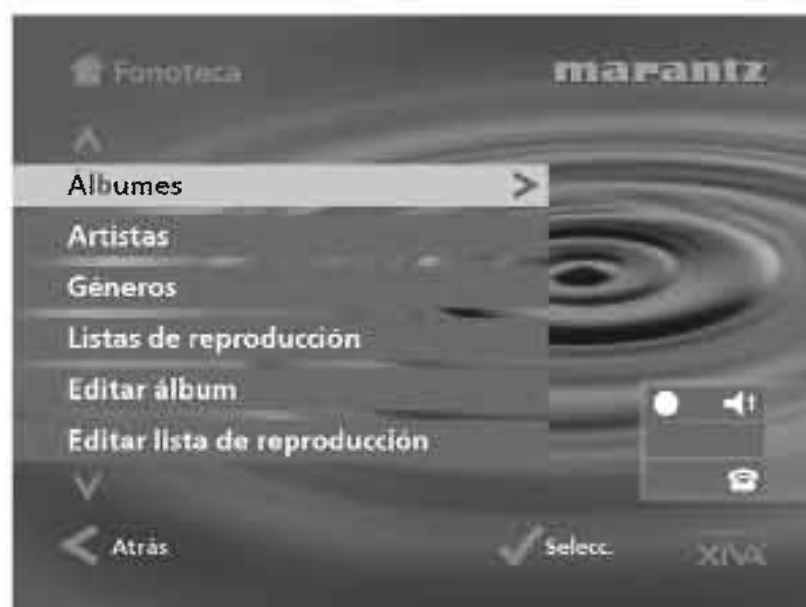 Fonoteca
marantz
Albumes
Artistas
Géneros
Listas de reproducción
Editar álbum
Editar lista de reproducción
Atrás
Selecc.
XIVA